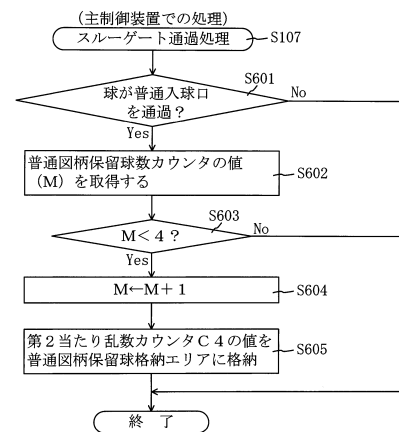 (主制御装置での処理)
スルーゲート通過処理
S107
S601
球が普通入球口
を通過?
No
Yes
普通図柄保留球数カウンタの値
(M)を取得する
S602
S603
M<4?
No
Yes
M←M+1
S604
第2当たり乱数カウンタC4の値を
普通図柄保留球格納エリアに格納
S605
終 了